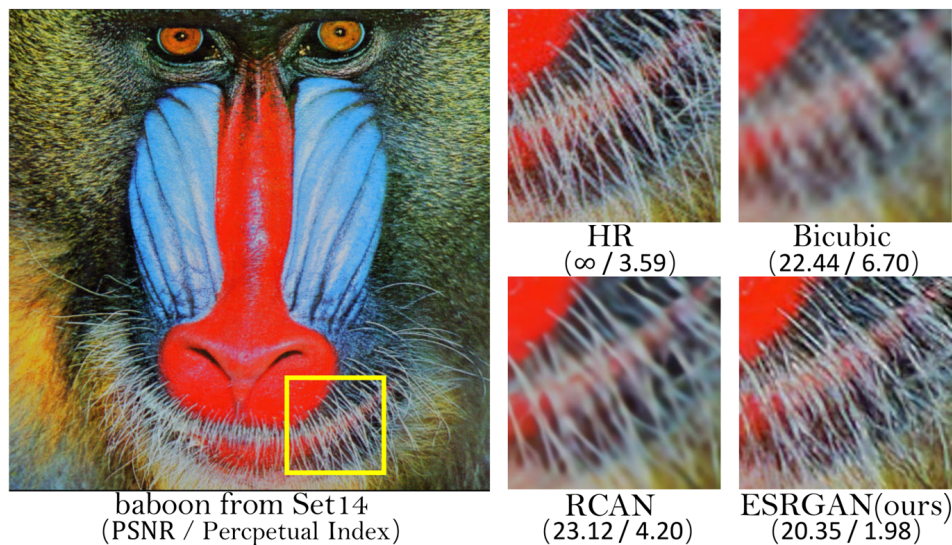 HR
(∞ / 3.59)
Bicubic
(22.44 / 6.70)
baboon from Set14
(PSNR / Percpetual Index)
RCAN
(23.12 / 4.20)
ESRGAN(ours)
(20.35 / 1.98)